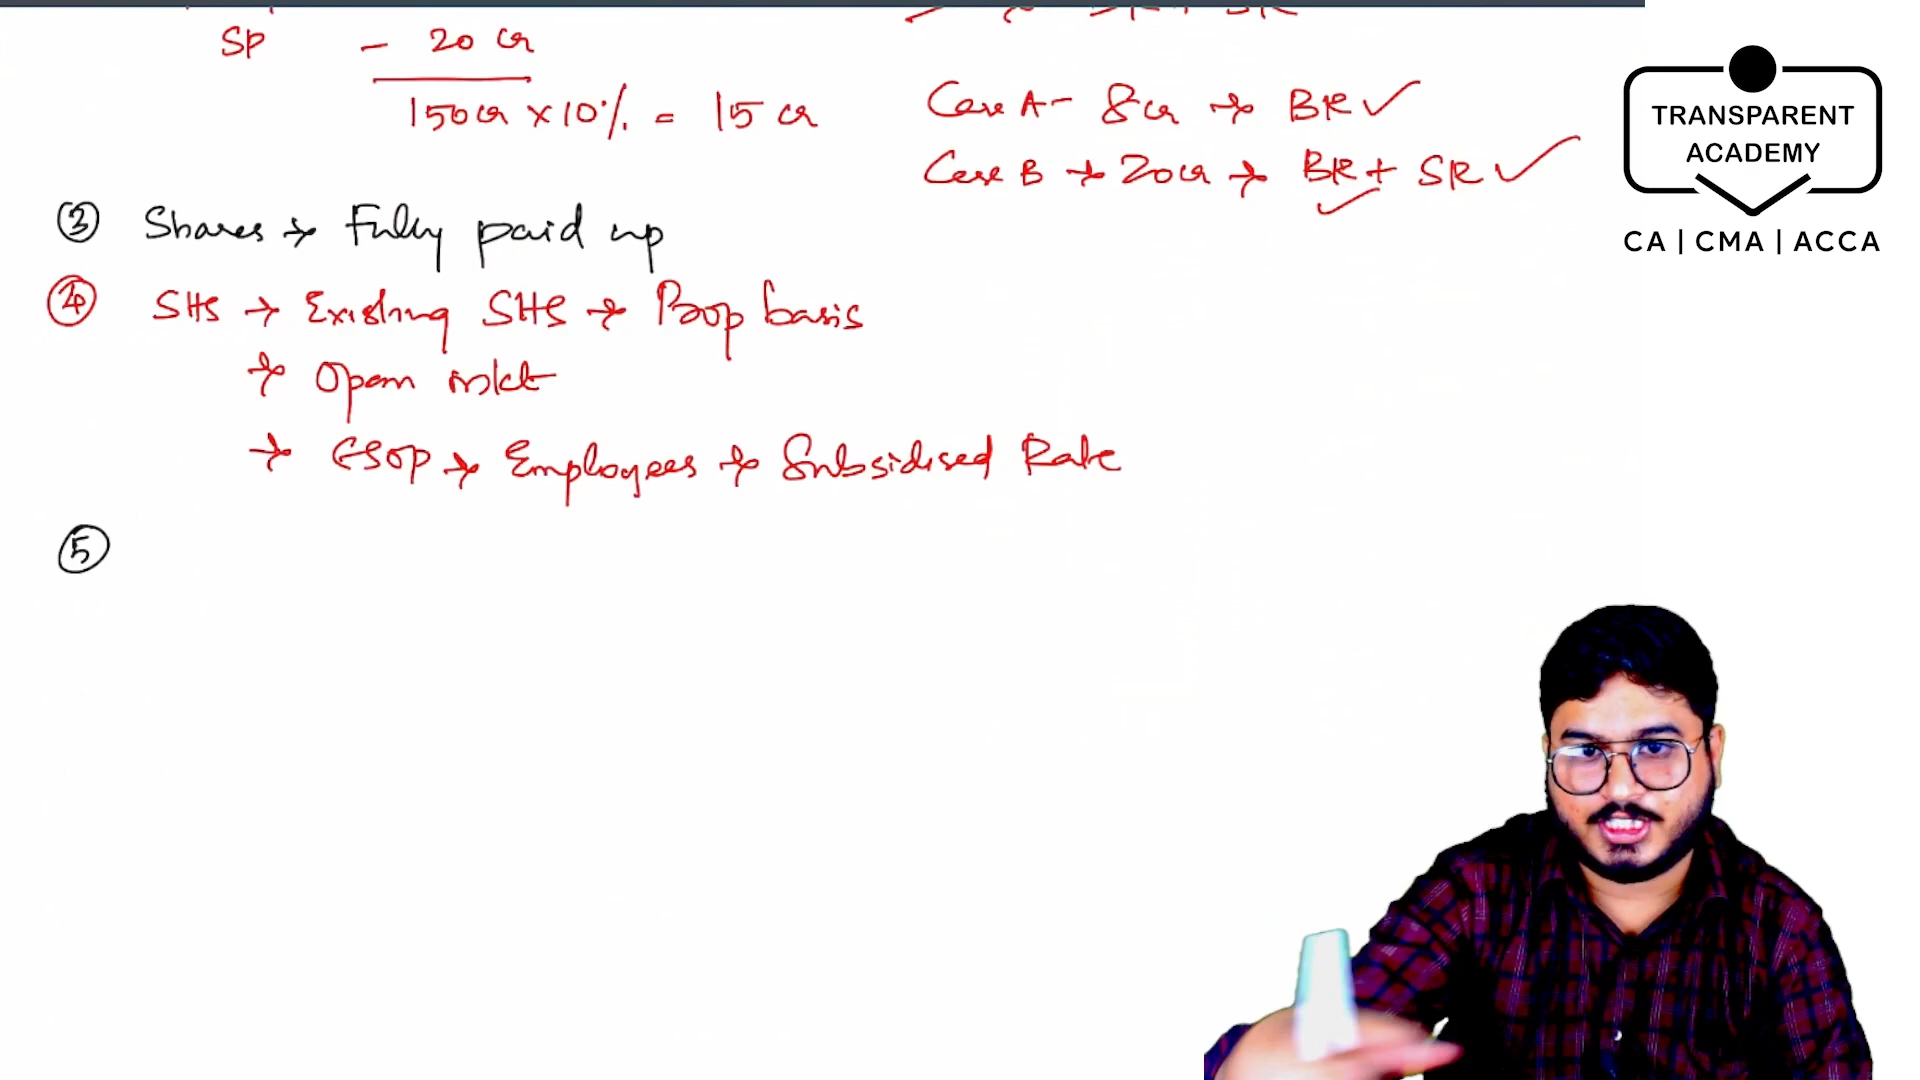 SP - 20 cr
150 cr × 10% = 15 cr
Case A - 8 cr → BR ✓
Case B → 20 cr → BR + SR ✓
③ Shares → Fully paid up
④ SHS → Existing SHS → Prop basis
→ Open mkt
→ ESOP → Employees → Subsidised Rate
⑤
TRANSPARENT
ACADEMY
CA | CMA | ACCA